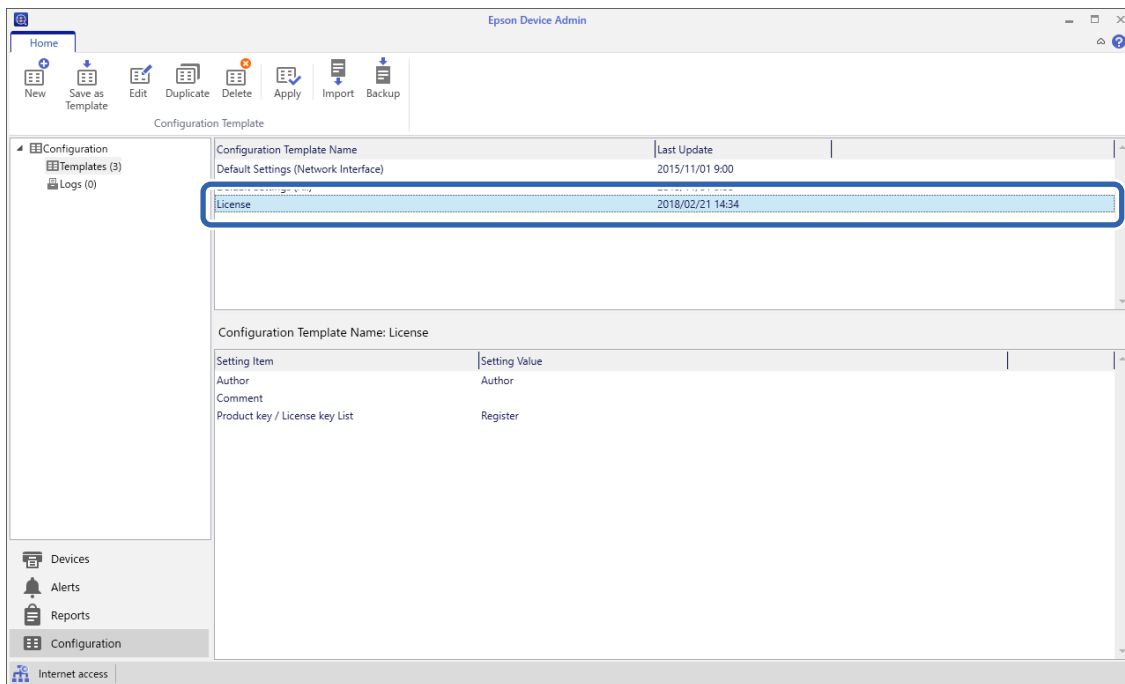 Epson Device Admin
Home
New
Save as
Template
Edit
Duplicate
Delete
Apply
Import
Backup
Configuration Template
Configuration
Templates (3)
Logs (0)
Configuration Template Name
Last Update
Default Settings (Network Interface)
2015/11/01 9:00
License
2018/02/21 14:34
Configuration Template Name: License
Setting Item
Setting Value
Author
Author
Comment
Product key / License key List
Register
Devices
Alerts
Reports
Configuration
Internet access